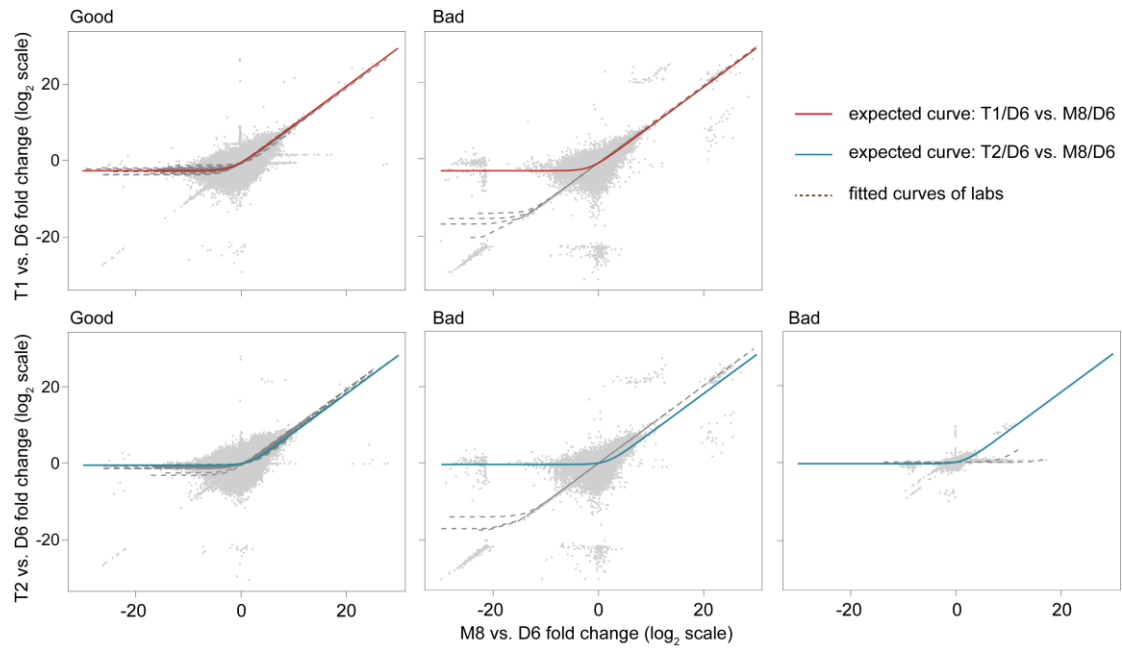 Good
Bad
T1 vs. D6 fold change (log₂ scale)
20
0
-20
-20
0
20
expected curve: T1/D6 vs. M8/D6
expected curve: T2/D6 vs. M8/D6
fitted curves of labs
Good
Bad
Bad
T2 vs. D6 fold change (log₂ scale)
20
0
-20
-20
0
20
-20
0
20
-20
0
20
M8 vs. D6 fold change (log₂ scale)